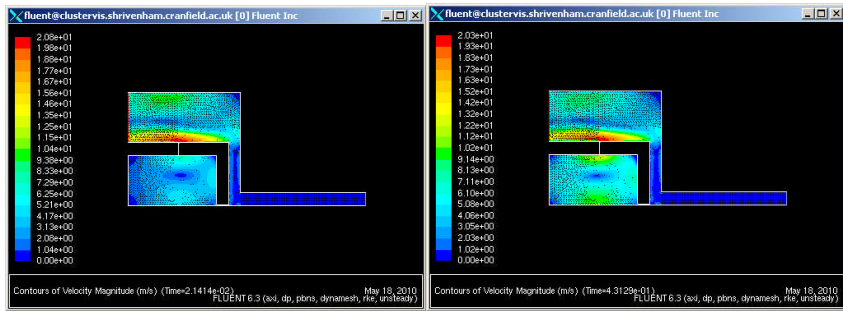 fluent@clustervis.shrivenham.cranfield.ac.uk [0] Fluent Inc
2.08e+01
1.98e+01
1.88e+01
1.77e+01
1.67e+01
1.56e+01
1.46e+01
1.35e+01
1.25e+01
1.15e+01
1.04e+01
9.38e+00
8.33e+00
7.29e+00
6.25e+00
5.21e+00
4.17e+00
3.13e+00
2.08e+00
1.04e+00
0.00e+00
Contours of Velocity Magnitude (m/s) (Time=2.1414e-02)
May 18, 2010
FLUENT 6.3 (axi, dp, pbns, dynamesh, rke, unsteady)
fluent@clustervis.shrivenham.cranfield.ac.uk [0] Fluent Inc
2.03e+01
1.93e+01
1.83e+01
1.73e+01
1.63e+01
1.52e+01
1.42e+01
1.32e+01
1.22e+01
1.12e+01
1.02e+01
9.14e+00
8.13e+00
7.11e+00
6.10e+00
5.08e+00
4.06e+00
3.05e+00
2.03e+00
1.02e+00
0.00e+00
Contours of Velocity Magnitude (m/s) (Time=4.3129e-01)
May 18, 2010
FLUENT 6.3 (axi, dp, pbns, dynamesh, rke, unsteady)